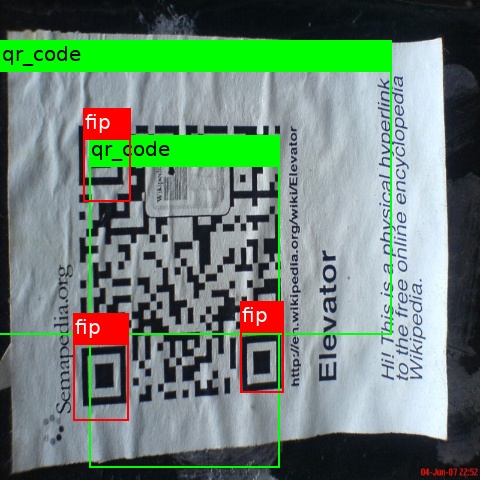 qr_code
fip
qr_code
fip
fip
Semapedia.org
Wikipedia
http://en.wikipedia.org/wiki/Elevator
Elevator
Hi! This is a physical hyperlink
to the free online encyclopedia
Wikipedia.
04-Jun-07 22:52